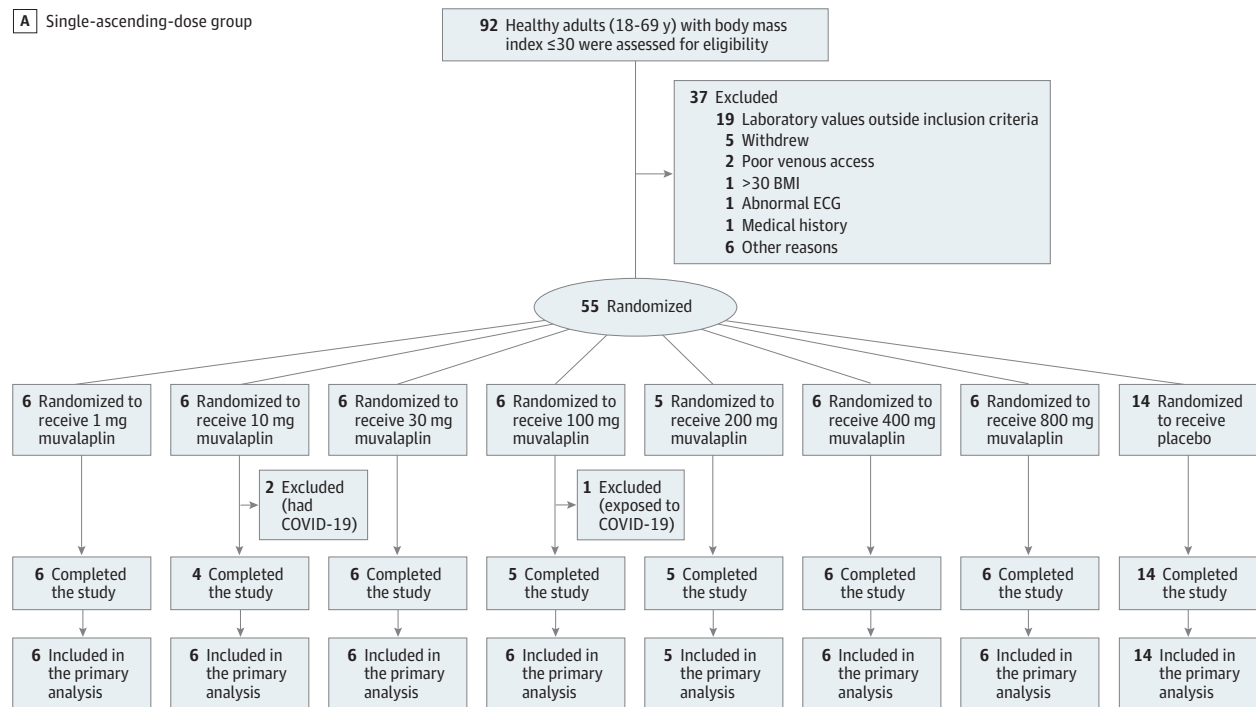 A Single-ascending-dose group
92 Healthy adults (18-69 y) with body mass
index ≤30 were assessed for eligibility
37 Excluded
19 Laboratory values outside inclusion criteria
5 Withdrew
2 Poor venous access
1 >30 BMI
1 Abnormal ECG
1 Medical history
6 Other reasons
55 Randomized
6 Randomized to
receive 1 mg
muvalaplin
6 Randomized to
receive 10 mg
muvalaplin
6 Randomized to
receive 30 mg
muvalaplin
6 Randomized to
receive 100 mg
muvalaplin
5 Randomized to
receive 200 mg
muvalaplin
6 Randomized to
receive 400 mg
muvalaplin
6 Randomized to
receive 800 mg
muvalaplin
14 Randomized
to receive
placebo
2 Excluded
(had
COVID-19)
1 Excluded
(exposed to
COVID-19)
6 Completed
the study
4 Completed
the study
6 Completed
the study
5 Completed
the study
5 Completed
the study
6 Completed
the study
6 Completed
the study
14 Completed
the study
6 Included in
the primary
analysis
6 Included in
the primary
analysis
6 Included in
the primary
analysis
6 Included in
the primary
analysis
5 Included in
the primary
analysis
6 Included in
the primary
analysis
6 Included in
the primary
analysis
14 Included in
the primary
analysis